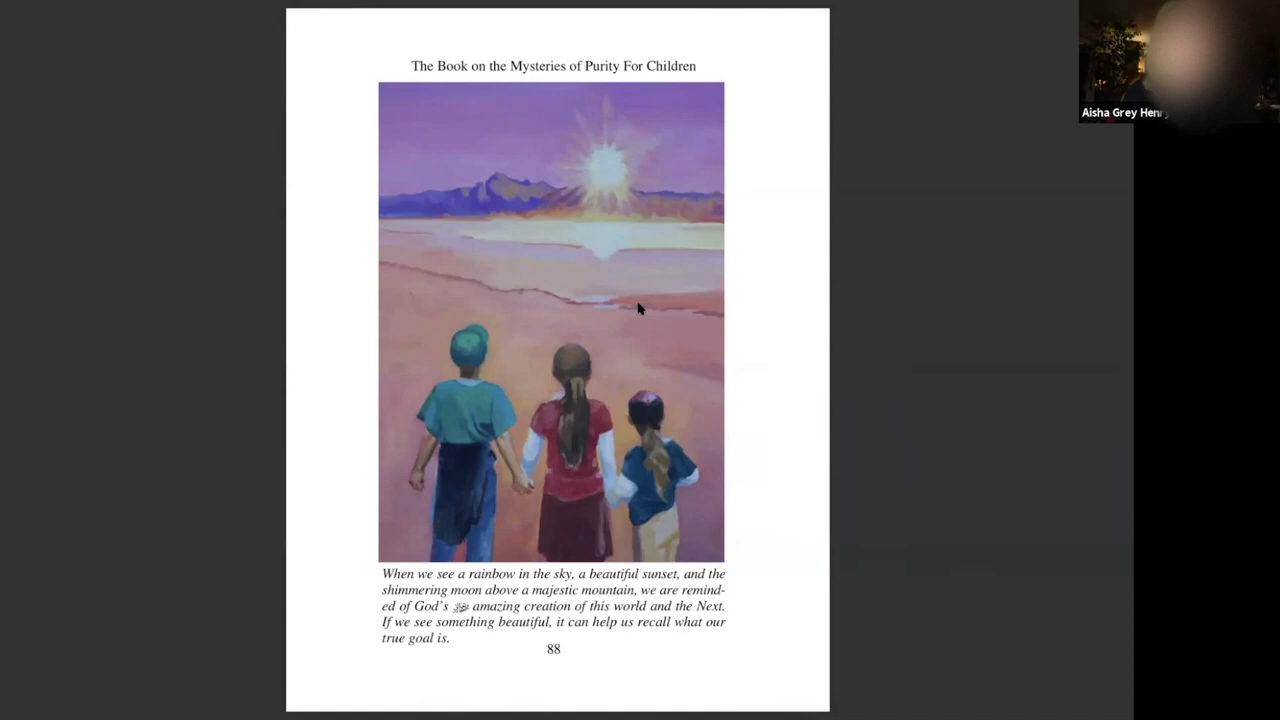 The Book on the Mysteries of Purity For Children
Aisha Grey Henry
When we see a rainbow in the sky, a beautiful sunset, and the
shimmering moon above a majestic mountain, we are remind-
ed of God's ﷻ amazing creation of this world and the Next.
If we see something beautiful, it can help us recall what our
true goal is.
88